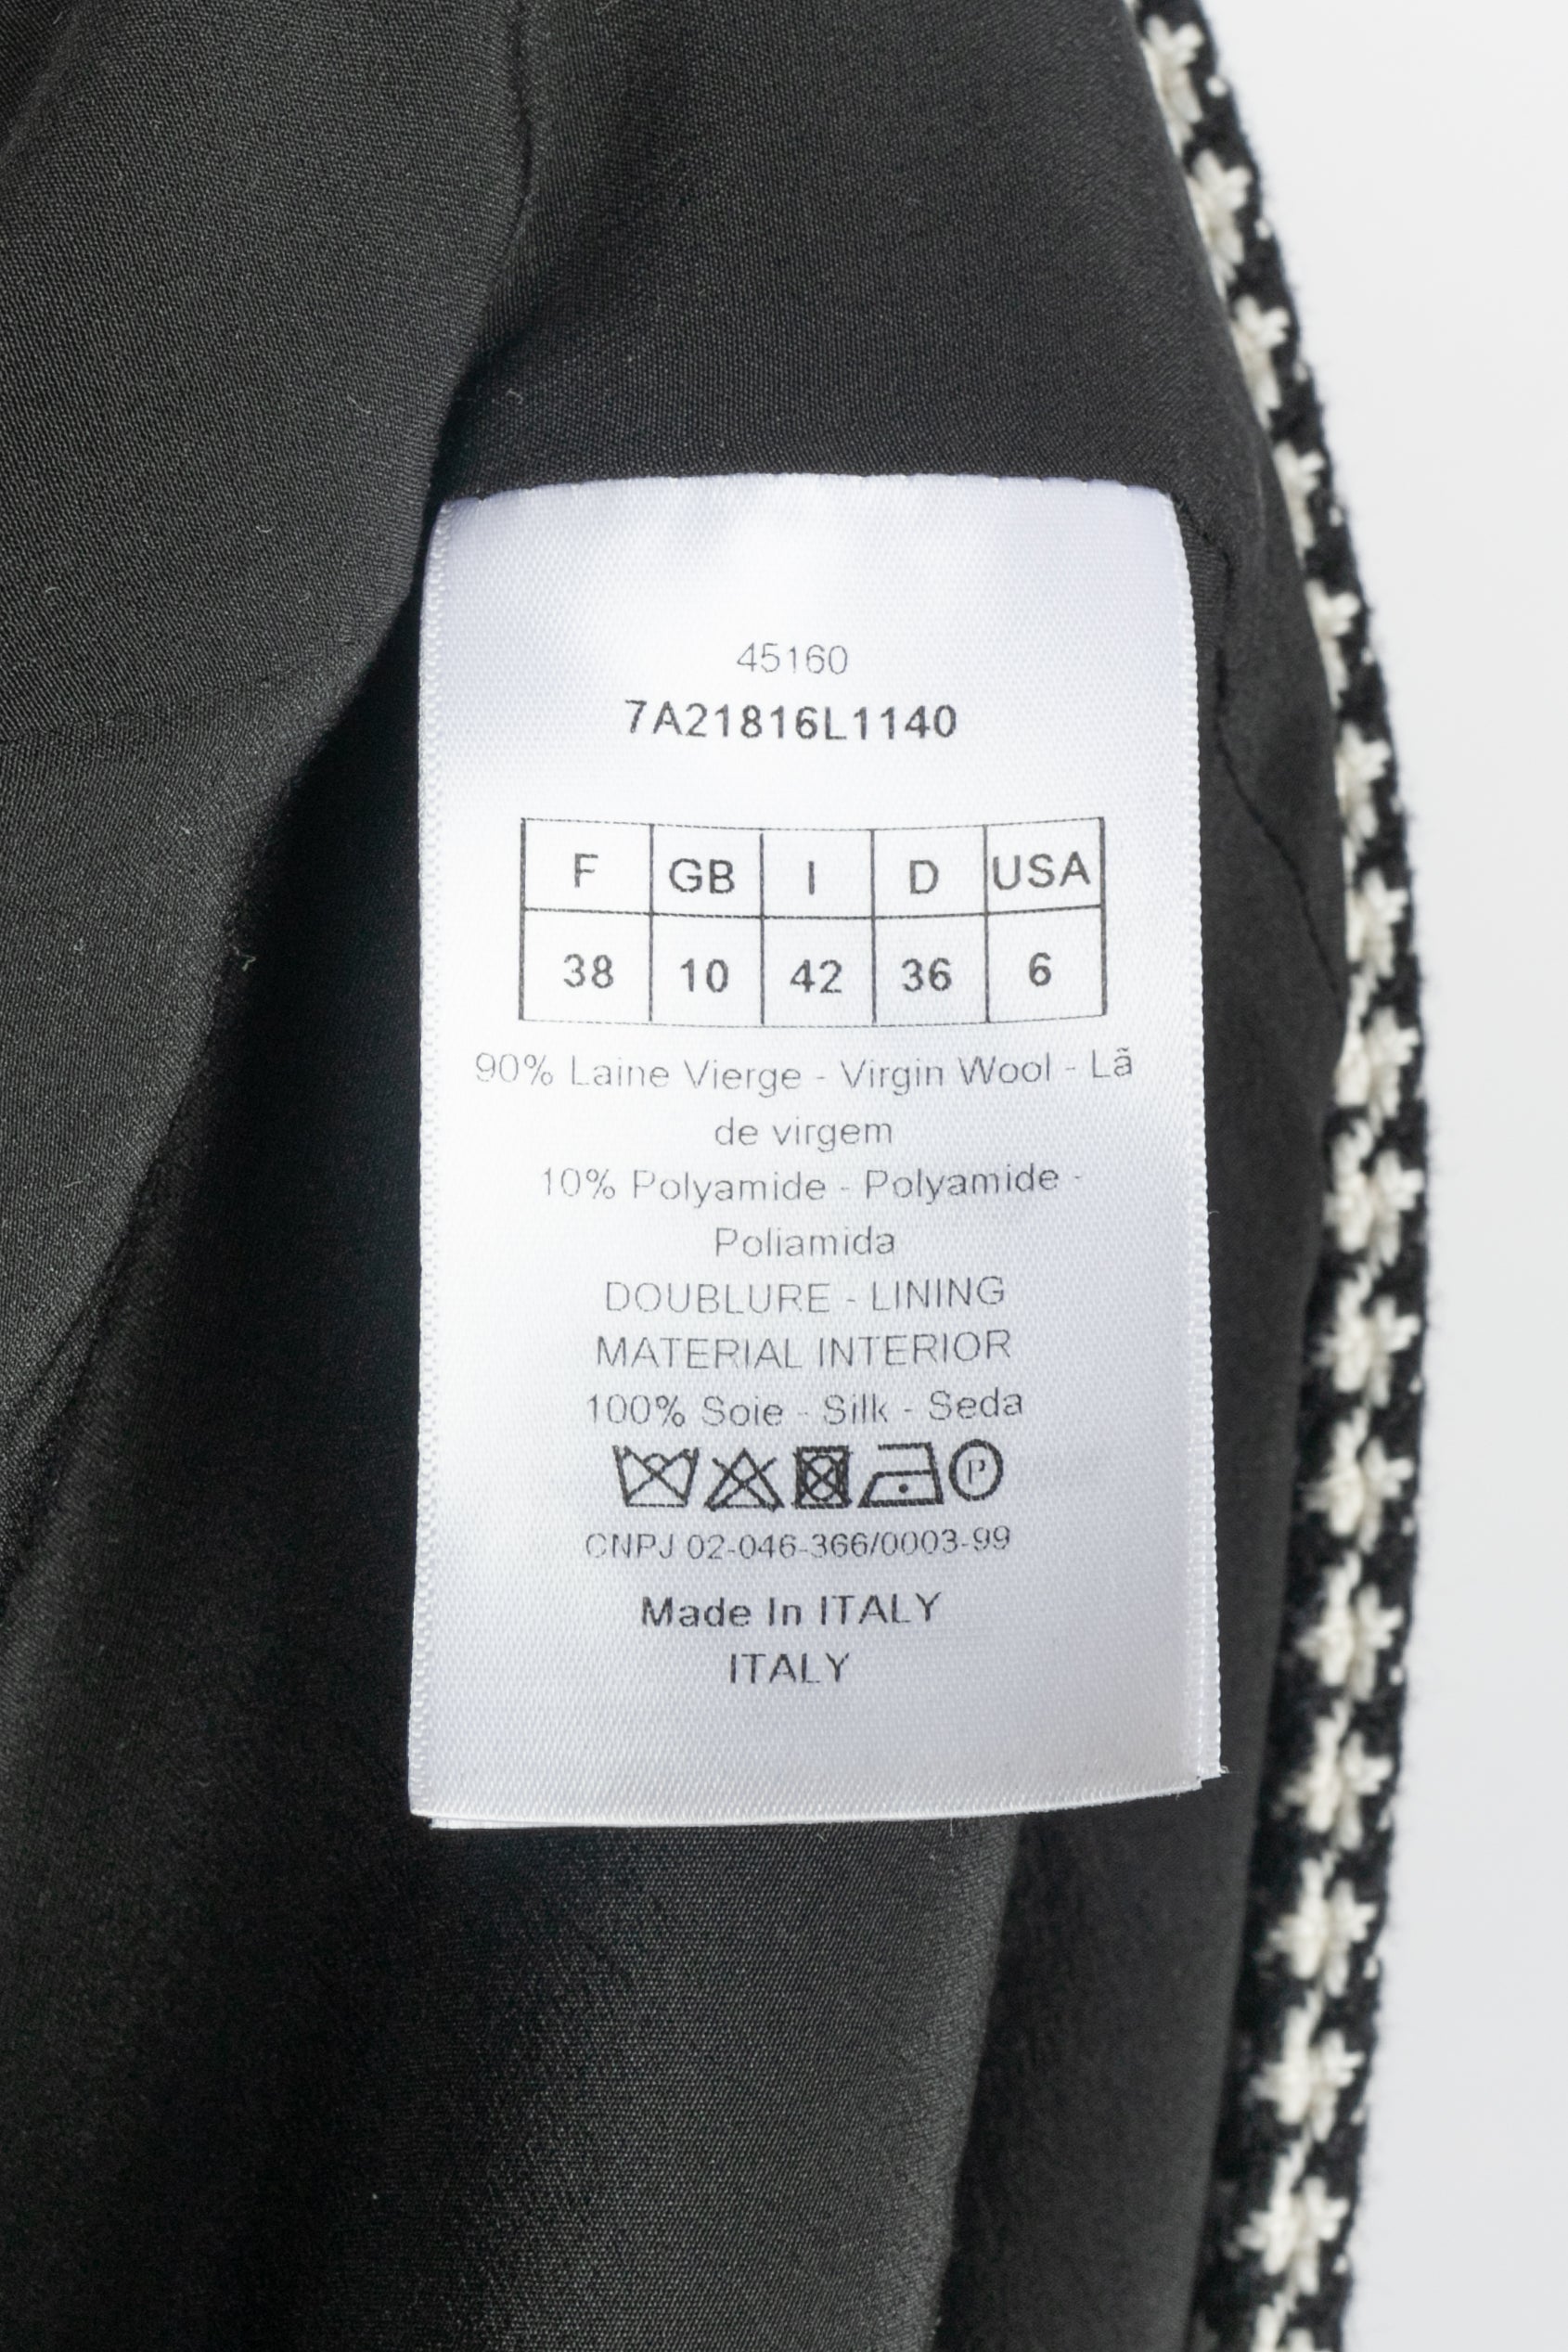 45160
7A21816L1140
F GB I D USA
38 10 42 36 6
90% Laine Vierge - Virgin Wool - Lã
de virgem
10% Polyamide - Polyamide -
Poliamida
DOUBLURE - LINING
MATERIAL INTERIOR
100% Soie - Silk - Seda
P
CNPJ 02-046-366/0003-99
Made In ITALY
ITALY